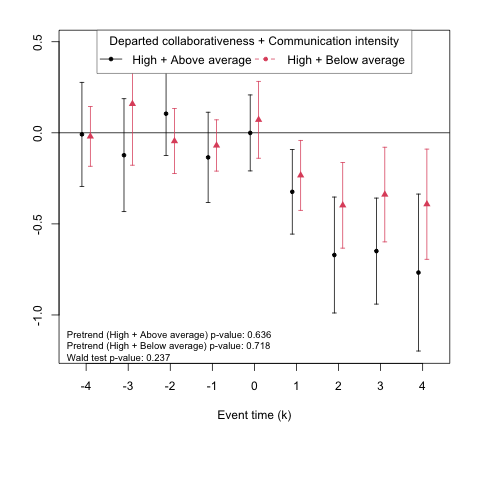 Departed collaborativeness + Communication intensity
High + Above average High + Below average
0.5
0.0
-0.5
-1.0
Pretrend (High + Above average) p-value: 0.636
Pretrend (High + Below average) p-value: 0.718
Wald test p-value: 0.237
-4 -3 -2 -1 0 1 2 3 4
Event time (k)